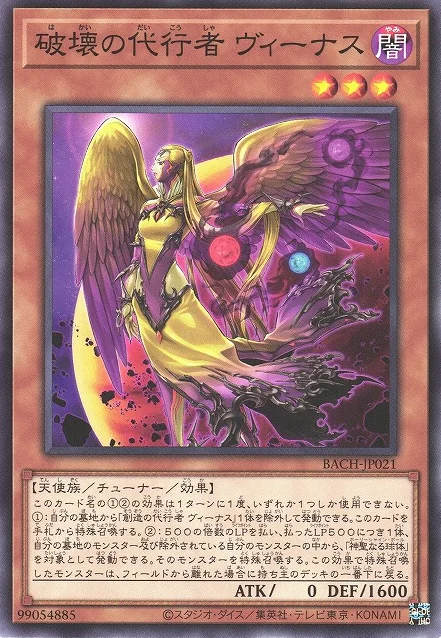 破壊の代行者 ヴィーナス 闇
BACH-JP021
【天使族／チューナー／効果】
このカード名の①②の効果は1ターンに1度、いずれか1つしか使用できない。
①：自分の墓地から「創造の代行者 ヴィーナス」1体を除外して発動できる。このカードを
手札から特殊召喚する。②：500の倍数のLPを払い、払ったLP500につき1体、
自分の墓地のモンスター及び除外されている自分のモンスターの中から、「神聖なる球体」
を対象として発動できる。そのモンスターを特殊召喚する。この効果で特殊召喚
したモンスターは、フィールドから離れた場合に持ち主のデッキの一番下に戻る。
ATK/ 0 DEF/1600
99054885 ©スタジオ・ダイス／集英社・テレビ東京・KONAMI